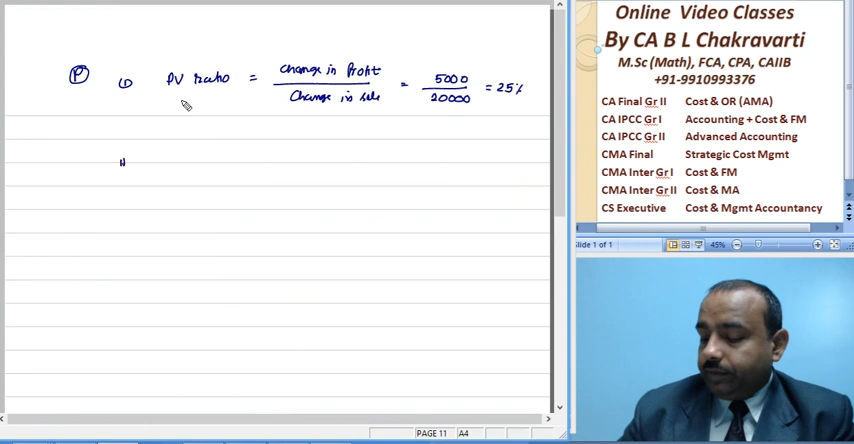 P (I) PV Ratio = Change in Profit / Change in sale = 5000 / 20000 = 25%
II
PAGE 11 A4
Online Video Classes
By CA B L Chakravarti
M.Sc (Math), FCA, CPA, CAIIB
+91-9910993376
CA Final Gr II Cost & OR (AMA)
CA IPCC Gr I Accounting + Cost & FM
CA IPCC Gr II Advanced Accounting
CMA Final Strategic Cost Mgmt
CMA Inter Gr I Cost & FM
CMA Inter Gr II Cost & MA
CS Executive Cost & Mgmt Accountancy
Slide 1 of 1 45%